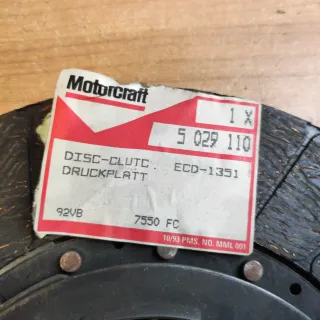 Motorcraft
1 X
5 029 110
DISC-CLUTC. ECD-1351
DRUCKPLATT
92VB 7550 FC
10/93 PMS. NO. MML 001